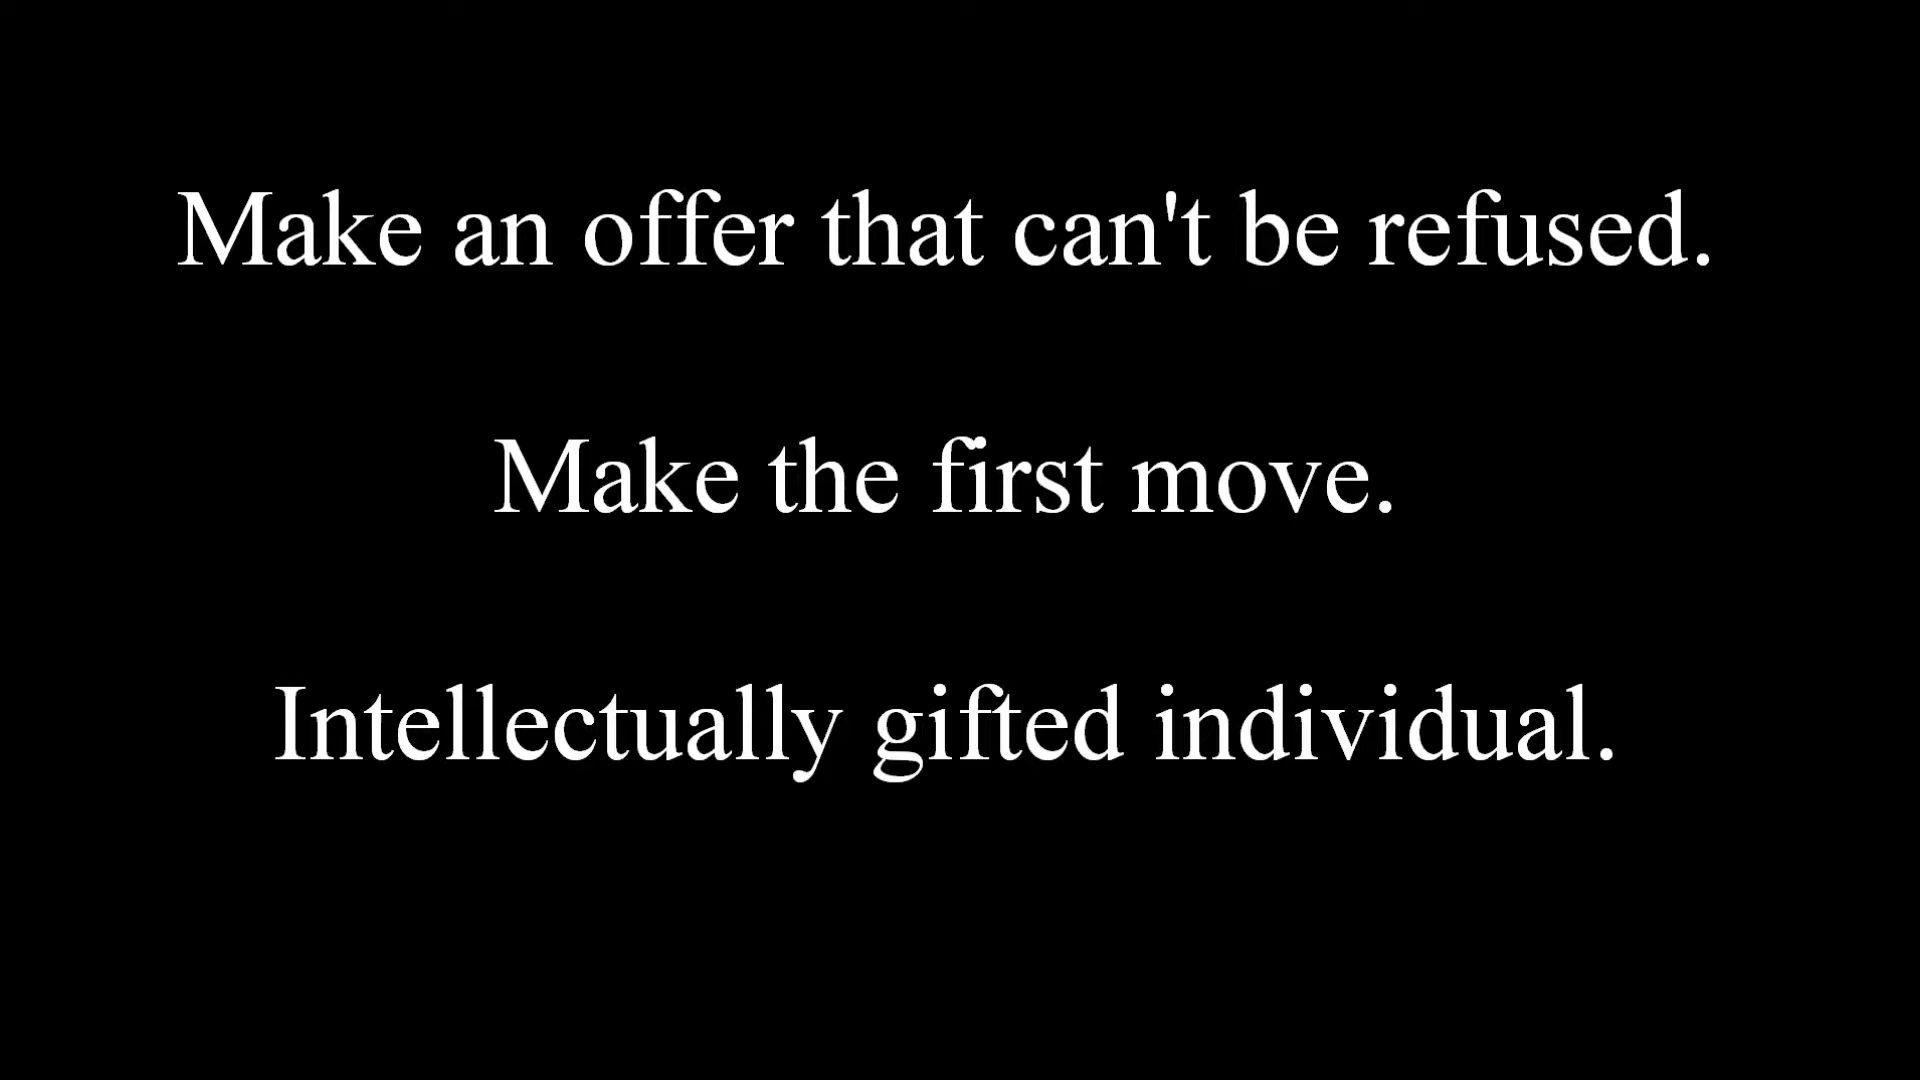 Make an offer that can't be refused.
Make the first move.
Intellectually gifted individual.